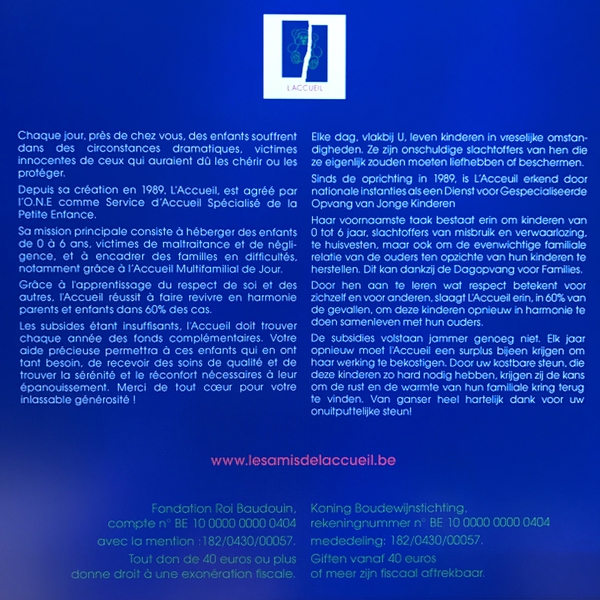 L'ACCUEIL
Chaque jour, près de chez vous, des enfants souffrent
dans des circonstances dramatiques, victimes
innocentes de ceux qui auraient dû les chérir ou les
protéger.
Depuis sa création en 1989, L'Accueil, est agréé par
l'O.N.E comme Service d'Accueil Spécialisé de la
Petite Enfance.
Sa mission principale consiste à héberger des enfants
de 0 à 6 ans, victimes de maltraitance et de négli-
gence, et à encadrer des familles en difficultés,
notamment grâce à l'Accueil Multifamilial de Jour.
Grâce à l'apprentissage du respect de soi et des
autres, l'Accueil réussit à faire revivre en harmonie
parents et enfants dans 60% des cas.
Les subsides étant insuffisants, l'Accueil doit trouver
chaque année des fonds complémentaires. Votre
aide précieuse permettra à ces enfants qui en ont
tant besoin, de recevoir des soins de qualité et de
trouver la sérénité et le réconfort nécessaires à leur
épanouissement. Merci de tout cœur pour votre
inlassable générosité !
Elke dag, vlakbij U, leven kinderen in vreselijke omstan-
digheden. Ze zijn onschuldige slachtoffers van hen die
ze eigenlijk zouden moeten liefhebben of beschermen.
Sinds de oprichting in 1989, is L'Acceuil erkend door
nationale instanties als een Dienst voor Gespecialiseerde
Opvang van Jonge Kinderen
Haar voornaamste taak bestaat erin om kinderen van
0 tot 6 jaar, slachtoffers van misbruik en verwaarlozing,
te huisvesten, maar ook om de evenwichtige familiale
relatie van de ouders ten opzichte van hun kinderen te
herstellen. Dit kan dankzij de Dagopvang voor Families.
Door hen aan te leren wat respect betekent voor
zichzelf en voor anderen, slaagt L'Accueil erin, in 60% van
de gevallen, om deze kinderen opnieuw in harmonie te
doen samenleven met hun ouders.
De subsidies volstaan jammer genoeg niet. Elk jaar
opnieuw moet l'Accueil een surplus bijeen krijgen om
haar werking te bekostigen. Door uw kostbare steun, die
deze kinderen zo hard nodig hebben, krijgen zij de kans
om de rust en de warmte van hun familiale kring terug
te vinden. Van ganser heel hartelijk dank voor uw
onuitputtelijke steun!
www.lesamisdelaccueil.be
Fondation Roi Baudouin,
compte n° BE 10 0000 0000 0404
avec la mention :182/0430/00057.
Tout don de 40 euros ou plus
donne droit à une exonération fiscale.
Koning Boudewijnstichting,
rekeningnummer n° BE 10 0000 0000 0404
mededeling: 182/0430/00057.
Giften vanaf 40 euros
of meer zijn fiscaal aftrekbaar.